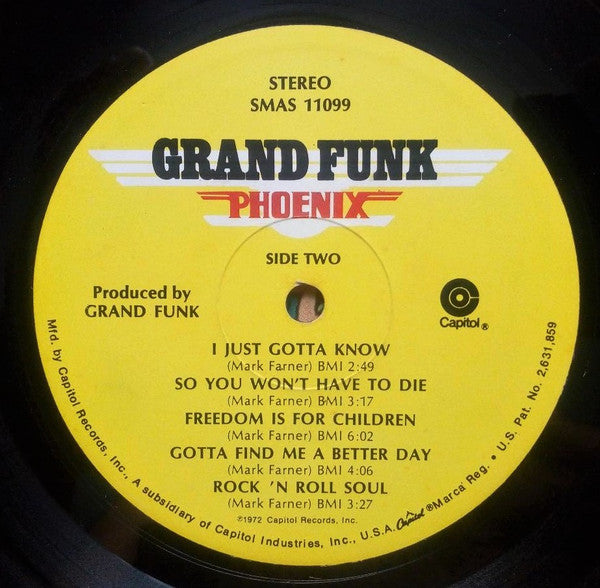 STEREO
SMAS 11099
GRAND FUNK
PHOENIX
SIDE TWO
Produced by
GRAND FUNK
Capitol®
I JUST GOTTA KNOW
(Mark Farner) BMI 2:49
SO YOU WON'T HAVE TO DIE
(Mark Farner) BMI 3:17
FREEDOM IS FOR CHILDREN
(Mark Farner) BMI 6:02
GOTTA FIND ME A BETTER DAY
(Mark Farner) BMI 4:06
ROCK 'N ROLL SOUL
(Mark Farner) BMI 3:27
℗1972 Capitol Records, Inc.
Mfd. by Capitol Records, Inc., A subsidiary of Capitol Industries, Inc., U.S.A. Capitol ®Marca Reg. • U.S. Pat. No. 2,631,859